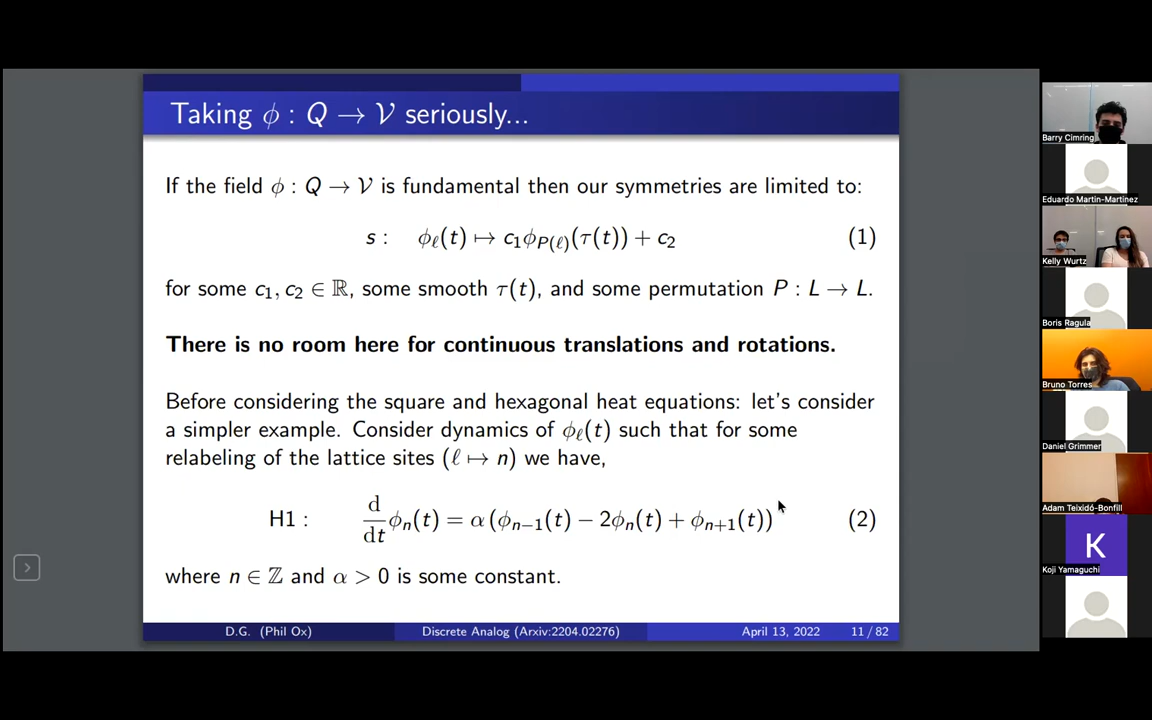 Taking ϕ : Q → 𝒱 seriously...
If the field ϕ : Q → 𝒱 is fundamental then our symmetries are limited to:
s : ϕ_ℓ(t) ↦ c₁ϕ_{P(ℓ)}(τ(t)) + c₂ (1)
for some c₁, c₂ ∈ ℝ, some smooth τ(t), and some permutation P : L → L.
There is no room here for continuous translations and rotations.
Before considering the square and hexagonal heat equations: let's consider
a simpler example. Consider dynamics of ϕ_ℓ(t) such that for some
relabeling of the lattice sites (ℓ ↦ n) we have,
H1 : d/dt ϕ_n(t) = α (ϕ_{n−1}(t) − 2ϕ_n(t) + ϕ_{n+1}(t)) (2)
where n ∈ ℤ and α > 0 is some constant.
D.G. (Phil Ox) Discrete Analog (Arxiv:2204.02276) April 13, 2022 11 / 82
Barry Cimring
Eduardo Martin-Martinez
Kelly Wurtz
Boris Ragula
Bruno Torres
Daniel Grimmer
Adam Teixidó-Bonfill
K
Koji Yamaguchi